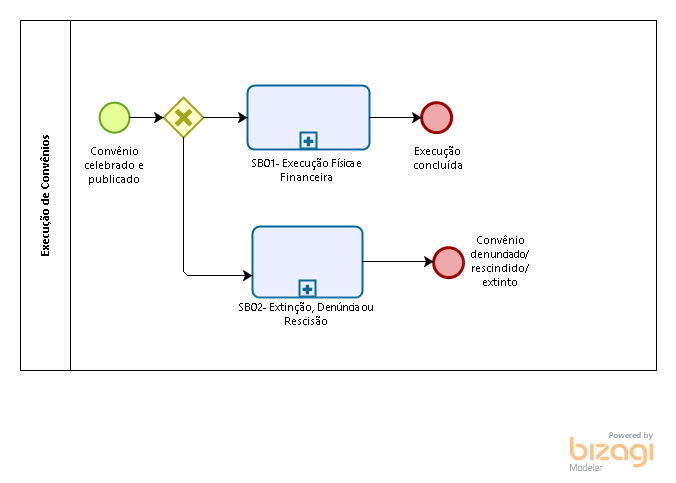 Execução de Convênios
Convênio
celebrado e
publicado
SB01- Execução Física e
Financeira
Execução
concluída
SB02- Extinção, Denúncia ou
Rescisão
Convênio
denunciado/
rescindido/
extinto
Powered by
bizagi
Modeler